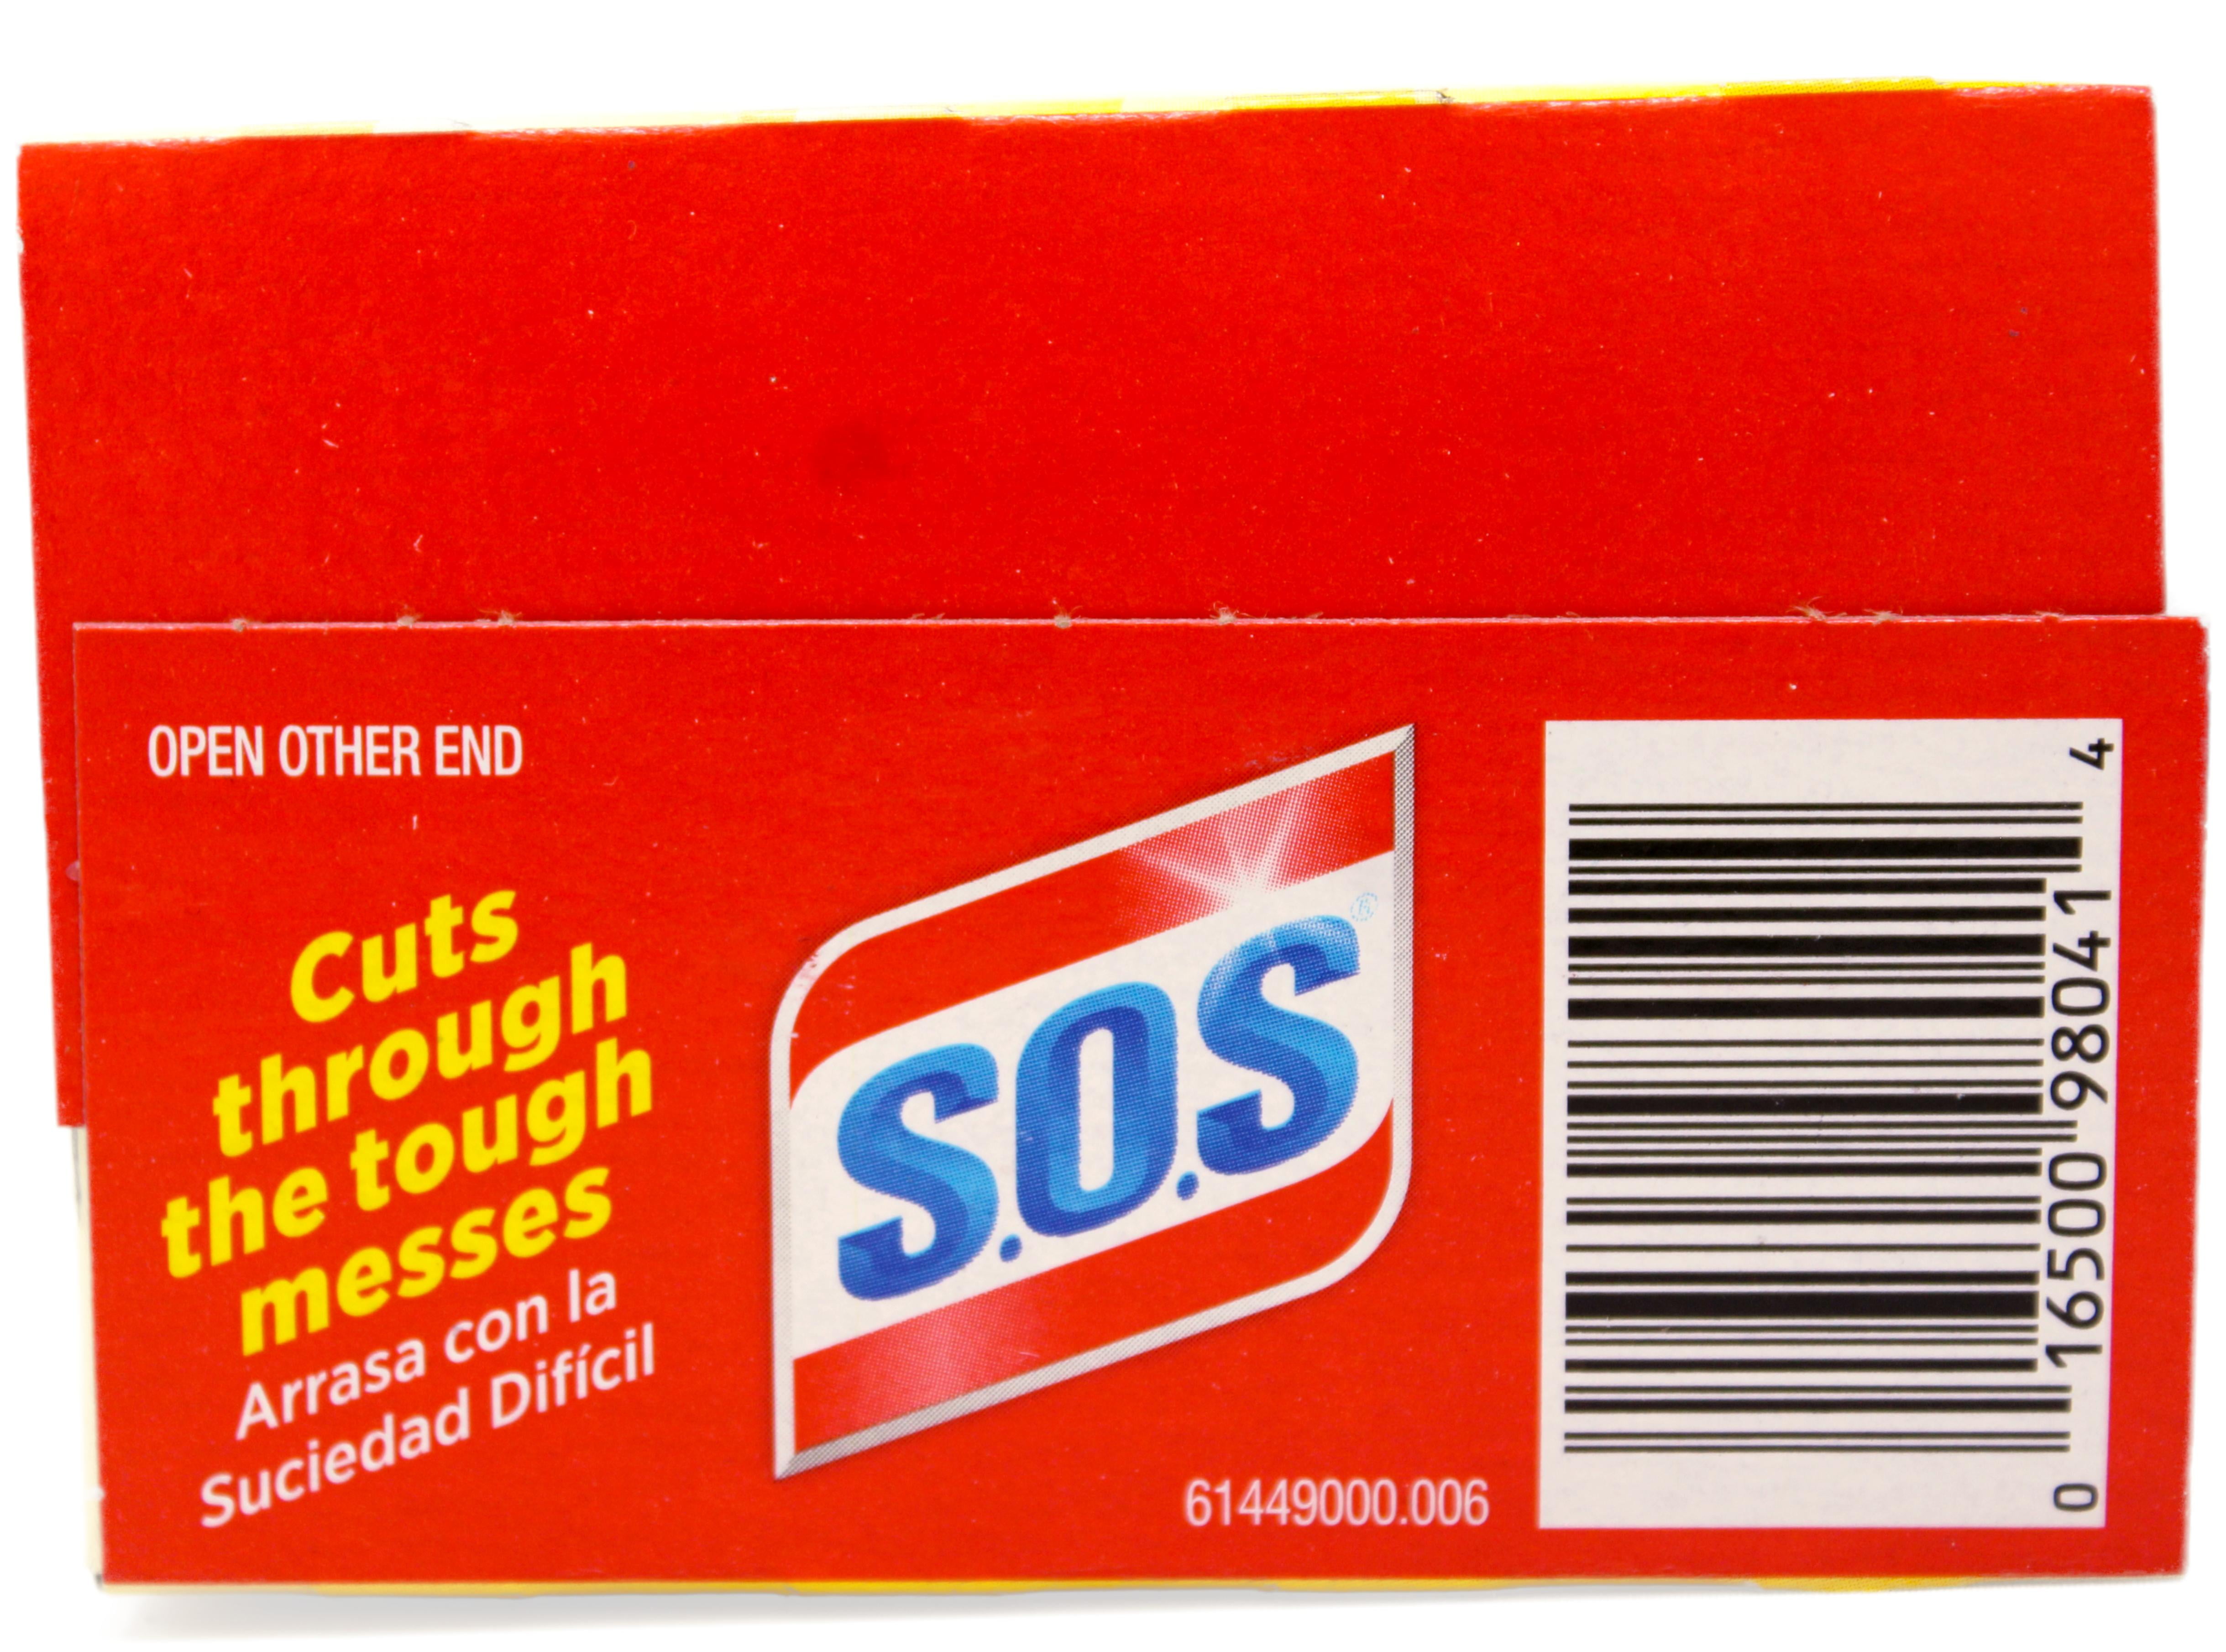 OPEN OTHER END
Cuts
through
the tough
messes
Arrasa con la
Suciedad Difícil
S.O.S®
61449000.006
0 16500 98041 4